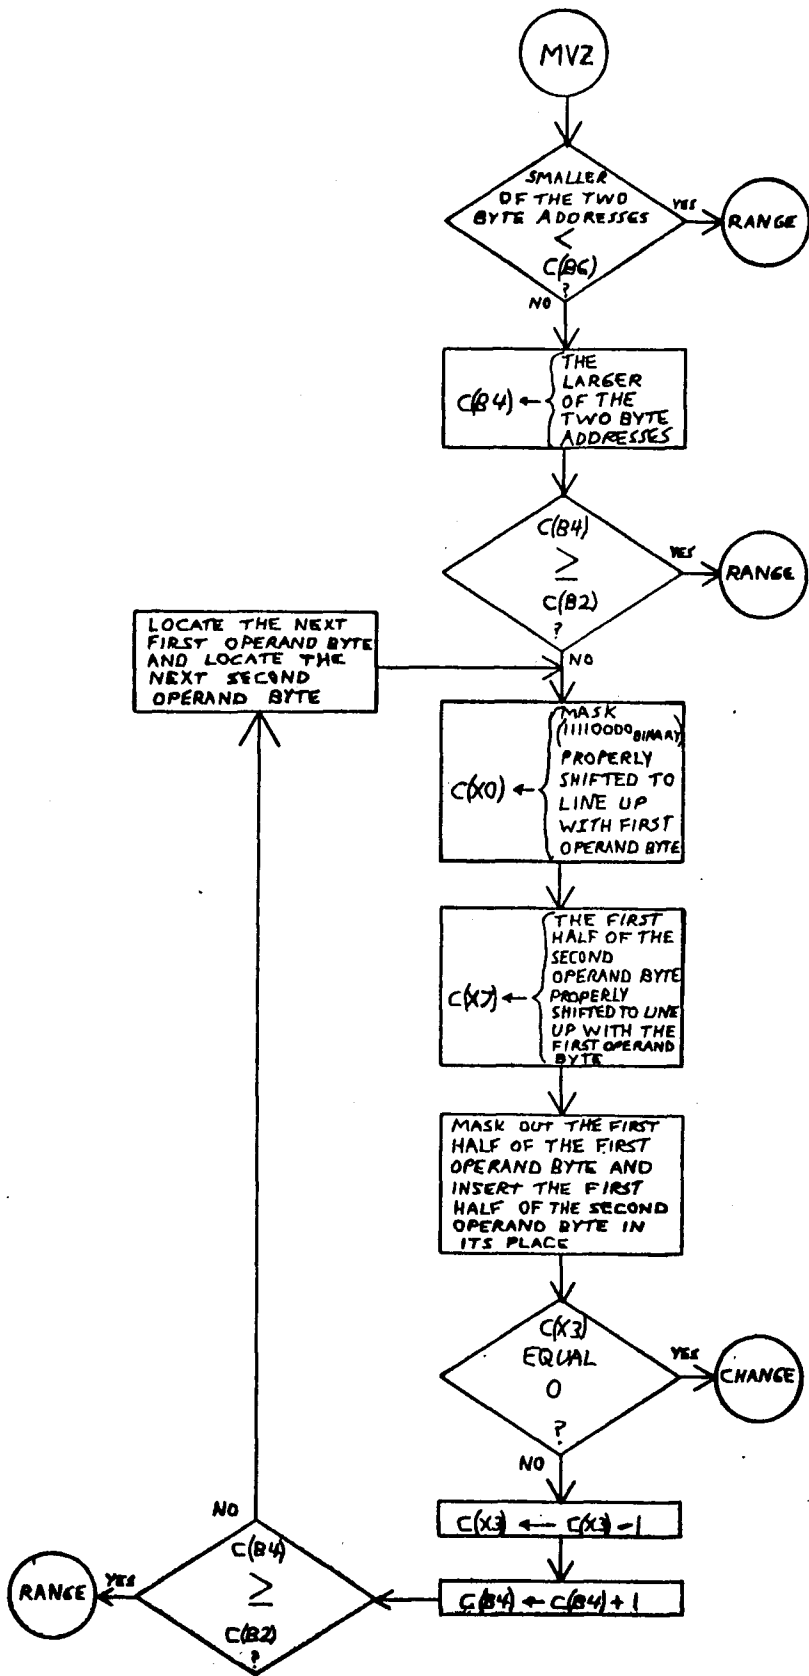 MVZ
SMALLER
OF THE TWO
BYTE ADDRESSES
<
C(B6)
?
YES
RANGE
NO
C(B4) ←
THE
LARGER
OF THE
TWO BYTE
ADDRESSES
C(B4)
≥
C(B2)
?
YES
RANGE
NO
LOCATE THE NEXT
FIRST OPERAND BYTE
AND LOCATE THE
NEXT SECOND
OPERAND BYTE
C(X0) ←
MASK
(11110000 BINARY)
PROPERLY
SHIFTED TO
LINE UP
WITH FIRST
OPERAND BYTE
C(X7) ←
THE FIRST
HALF OF THE
SECOND
OPERAND BYTE
PROPERLY
SHIFTED TO LINE
UP WITH THE
FIRST OPERAND
BYTE
MASK OUT THE FIRST
HALF OF THE FIRST
OPERAND BYTE AND
INSERT THE FIRST
HALF OF THE SECOND
OPERAND BYTE IN
ITS PLACE
C(X3)
EQUAL
0
?
YES
CHANGE
NO
C(X3) ← C(X3) - 1
C(B4) ← C(B4) + 1
C(B4)
≥
C(B2)
?
NO
YES
RANGE